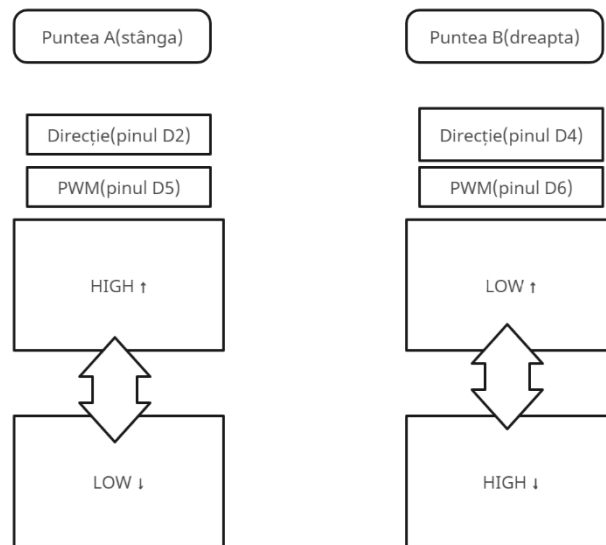 Puntea A(stânga)
Direcție(pinul D2)
PWM(pinul D5)
HIGH ↑
LOW ↓
Puntea B(dreapta)
Direcție(pinul D4)
PWM(pinul D6)
LOW ↑
HIGH ↓